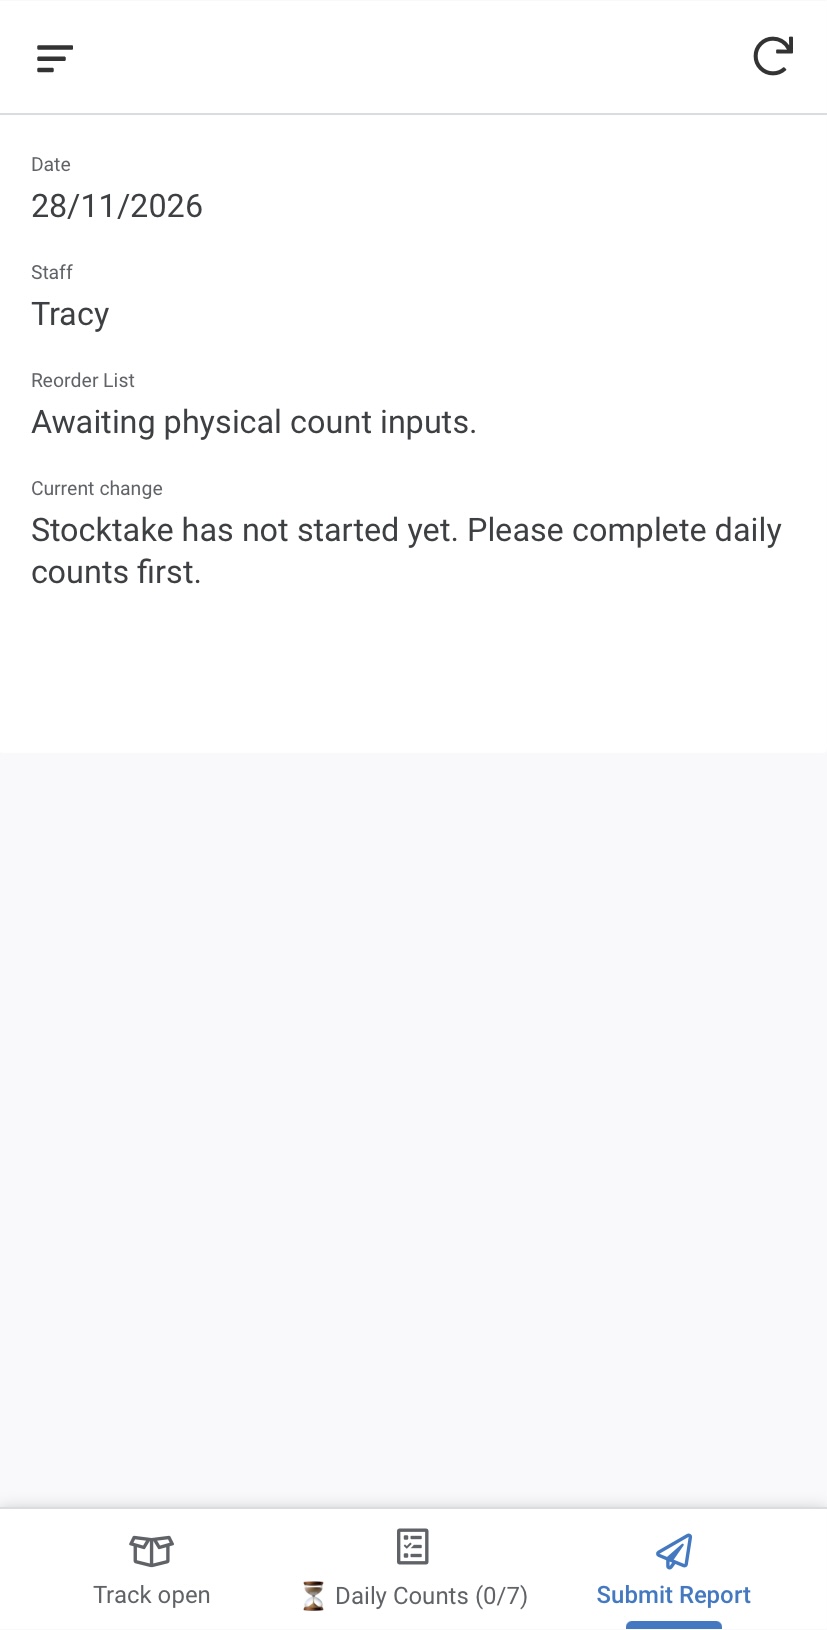 Date
28/11/2026
Staff
Tracy
Reorder List
Awaiting physical count inputs.
Current change
Stocktake has not started yet. Please complete daily
counts first.
Track open
⏳ Daily Counts (0/7)
Submit Report